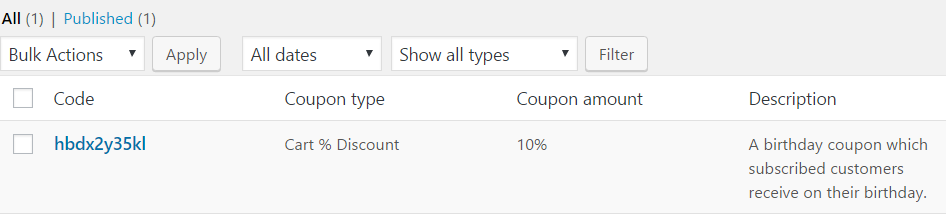 All (1) | Published (1)
Bulk Actions Apply All dates Show all types Filter
Code Coupon type Coupon amount Description
hbdx2y35kl Cart % Discount 10% A birthday coupon which
subscribed customers
receive on their birthday.